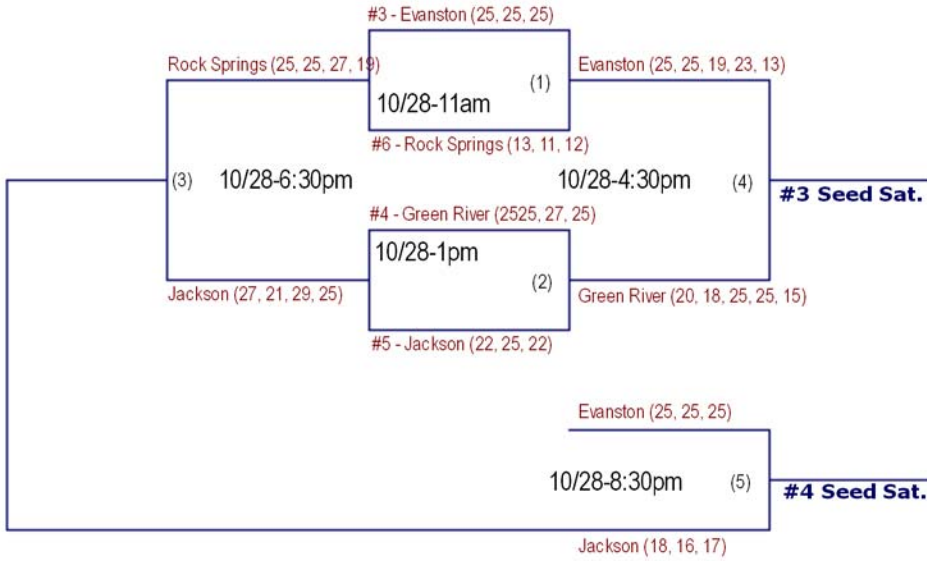 #3 - Evanston (25, 25, 25)
Rock Springs (25, 25, 27, 19)
Evanston (25, 25, 19, 23, 13)
(1)
10/28-11am
#6 - Rock Springs (13, 11, 12)
(3)
10/28-6:30pm
10/28-4:30pm
(4)
#3 Seed Sat.
#4 - Green River (2525, 27, 25)
10/28-1pm
(2)
Jackson (27, 21, 29, 25)
Green River (20, 18, 25, 25, 15)
#5 - Jackson (22, 25, 22)
Evanston (25, 25, 25)
10/28-8:30pm
(5)
#4 Seed Sat.
Jackson (18, 16, 17)